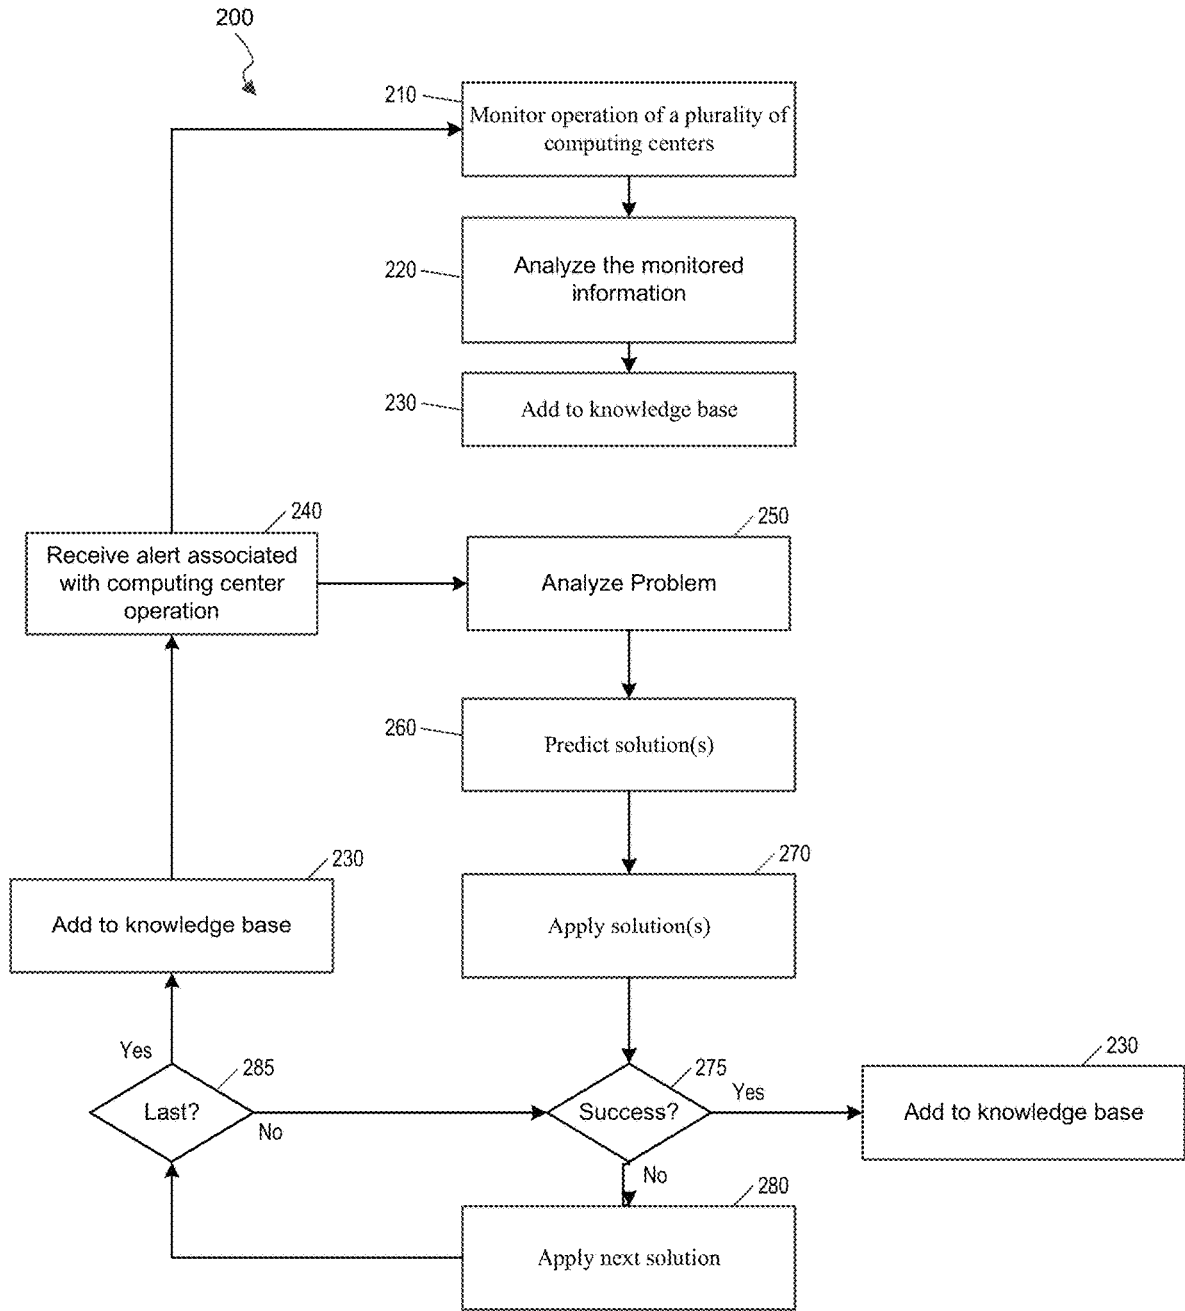 200
210
Monitor operation of a plurality of
computing centers
220
Analyze the monitored
information
230
Add to knowledge base
240
Receive alert associated
with computing center
operation
250
Analyze Problem
260
Predict solution(s)
230
Add to knowledge base
270
Apply solution(s)
Yes
285
Last?
No
275
Success?
Yes
No
230
Add to knowledge base
280
Apply next solution